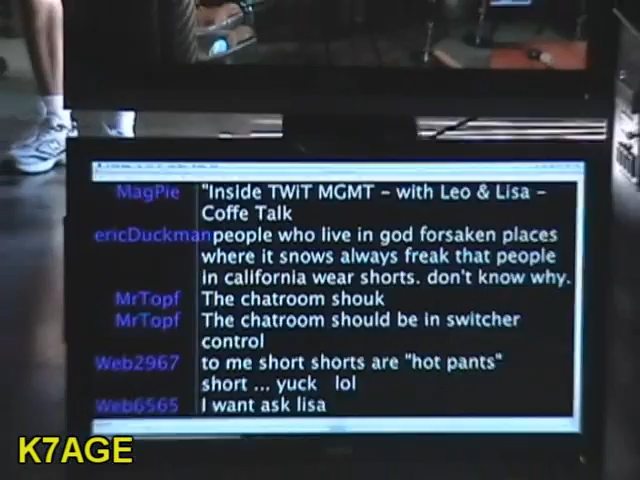 MagPie "Inside TWiT MGMT - with Leo & Lisa -
Coffe Talk
ericDuckman people who live in god forsaken places
where it snows always freak that people
in california wear shorts. don't know why.
MrTopf The chatroom shouk
MrTopf The chatroom should be in switcher
control
Web2967 to me short shorts are "hot pants"
short ... yuck lol
Web6565 I want ask lisa
K7AGE